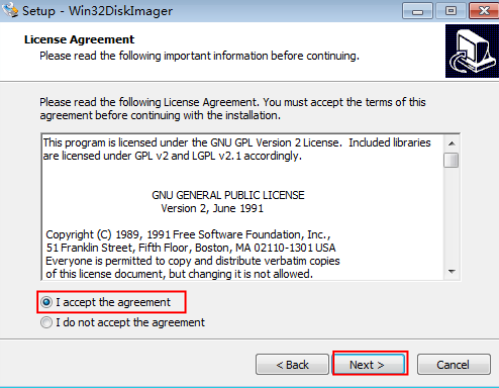 Setup - Win32DiskImager
License Agreement
Please read the following important information before continuing.
Please read the following License Agreement. You must accept the terms of this
agreement before continuing with the installation.
This program is licensed under the GNU GPL Version 2 License.  Included libraries
are licensed under GPL v2 and LGPL v2.1 accordingly.
GNU GENERAL PUBLIC LICENSE
Version 2, June 1991
Copyright (C) 1989, 1991 Free Software Foundation, Inc.,
51 Franklin Street, Fifth Floor, Boston, MA 02110-1301 USA
Everyone is permitted to copy and distribute verbatim copies
of this license document, but changing it is not allowed.
I accept the agreement
I do not accept the agreement
< Back
Next >
Cancel